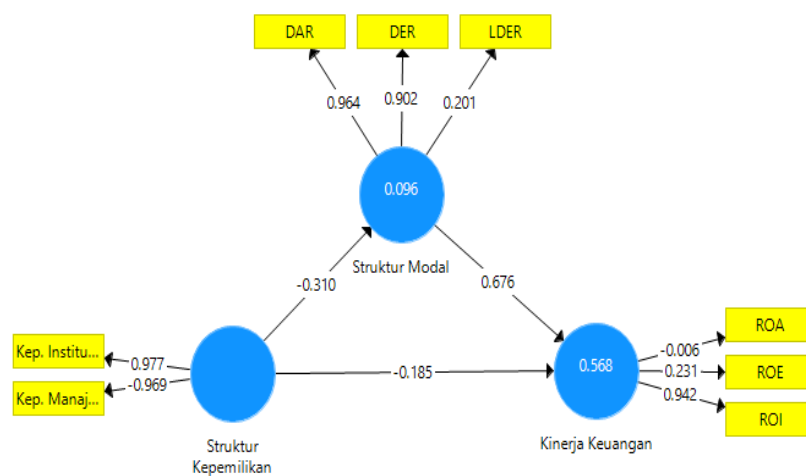 DAR
DER
LDER
0.964
0.902
0.201
0.096
Struktur Modal
-0.310
0.676
Kep. Institu...
0.977
Kep. Manaj...
-0.969
-0.185
Struktur
Kepemilikan
0.568
Kinerja Keuangan
-0.006
ROA
0.231
ROE
0.942
ROI